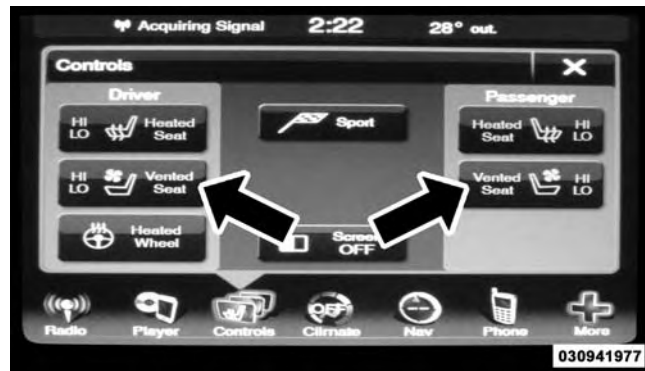 Acquiring Signal 2:22 28° out.
Controls X
Driver Passenger
HI LO Heated Seat
Sport
Heated Seat HI LO
HI LO Vented Seat
Vented Seat HI LO
Heated Wheel
Screen OFF
Radio Player Controls OFF Climate Nav Phone More
030941977